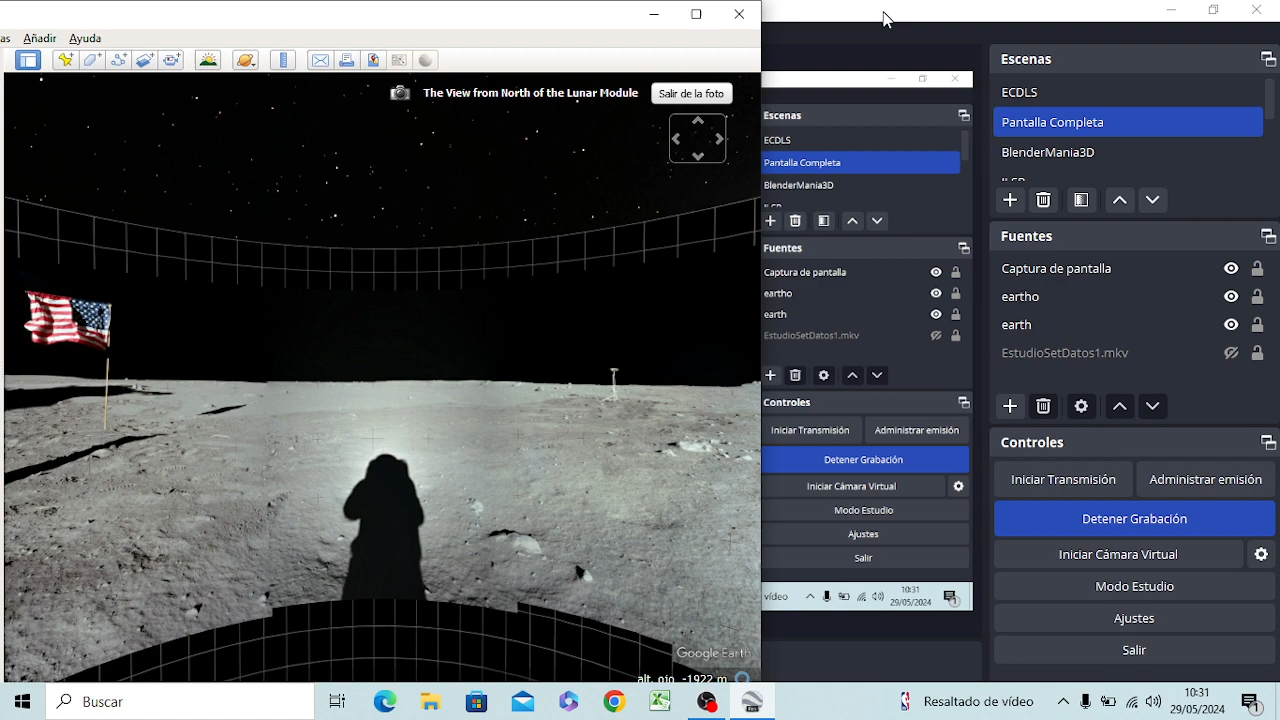 as Añadir Ayuda
The View from North of the Lunar Module
Salir de la foto
Google Earth
alt. ojo -1922 m
Escenas
ECDLS
Pantalla Completa
BlenderMania3D
Fuentes
Captura de pantalla
eartho
earth
EstudioSetDatos1.mkv
Controles
Iniciar Transmisión
Administrar emisión
Detener Grabación
Iniciar Cámara Virtual
Modo Estudio
Ajustes
Salir
vídeo
10:31
29/05/2024
1
Escenas
ECDLS
Pantalla Completa
BlenderMania3D
Fuentes
Captura de pantalla
eartho
earth
EstudioSetDatos1.mkv
Controles
Iniciar Transmisión
Administrar emisión
Detener Grabación
Iniciar Cámara Virtual
Modo Estudio
Ajustes
Salir
Buscar
Pro
Resaltado de vídeo
10:31
29/05/2024
1